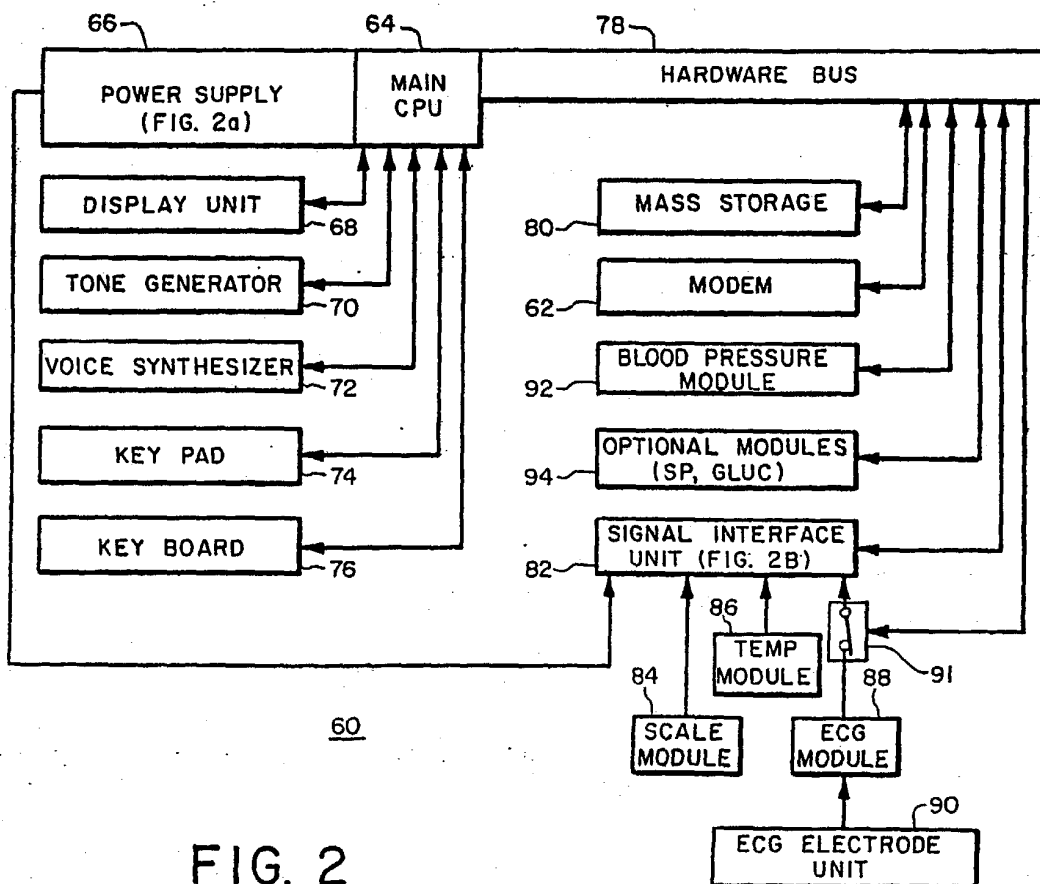 66
64
78
POWER SUPPLY
(FIG. 2a)
MAIN
CPU
HARDWARE BUS
DISPLAY UNIT
68
TONE GENERATOR
70
VOICE SYNTHESIZER
72
KEY PAD
74
KEY BOARD
76
MASS STORAGE
80
MODEM
62
BLOOD PRESSURE
MODULE
92
OPTIONAL MODULES
(SP, GLUC)
94
SIGNAL INTERFACE
UNIT (FIG. 2B)
82
86
TEMP
MODULE
91
84
SCALE
MODULE
88
ECG
MODULE
60
90
ECG ELECTRODE
UNIT
FIG. 2